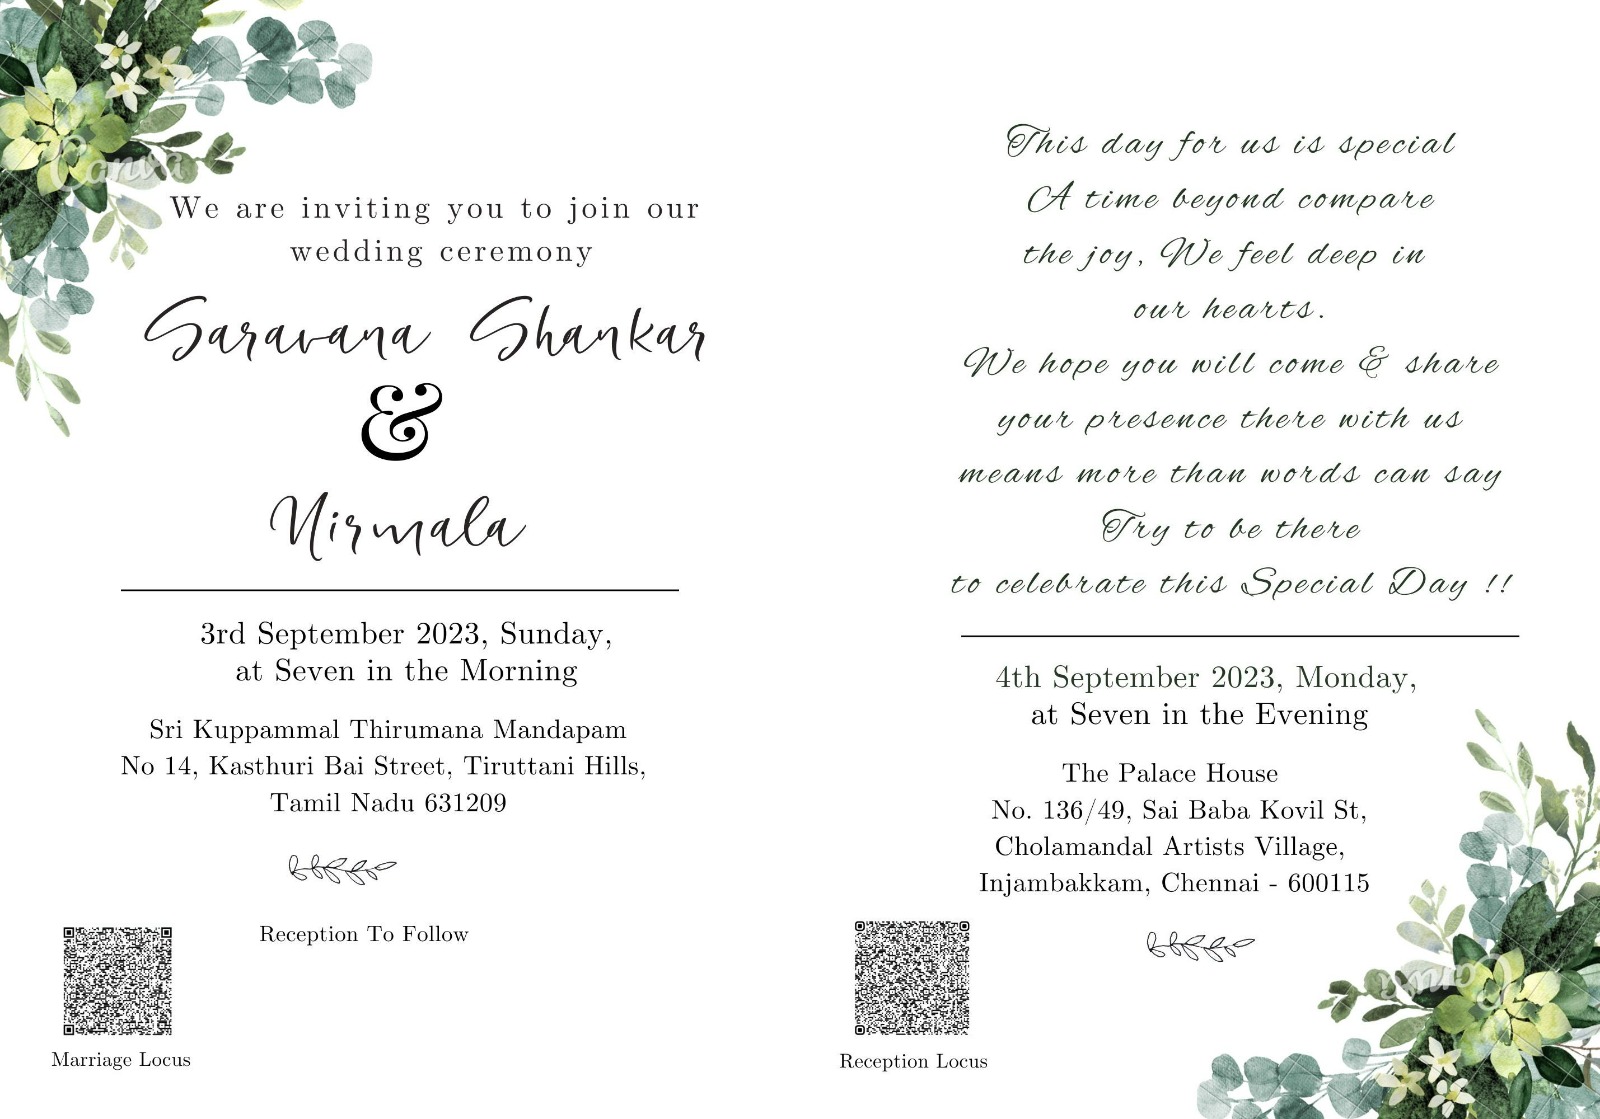 We are inviting you to join our
wedding ceremony
Saravana Shankar
&
Nirmala
3rd September 2023, Sunday,
at Seven in the Morning
Sri Kuppammal Thirumana Mandapam
No 14, Kasthuri Bai Street, Tiruttani Hills,
Tamil Nadu 631209
Reception To Follow
Marriage Locus
This day for us is special
A time beyond compare
the joy, We feel deep in
our hearts.
We hope you will come & share
your presence there with us
means more than words can say
Try to be there
to celebrate this Special Day !!
4th September 2023, Monday,
at Seven in the Evening
The Palace House
No. 136/49, Sai Baba Kovil St,
Cholamandal Artists Village,
Injambakkam, Chennai - 600115
Reception Locus
Canva
Canva